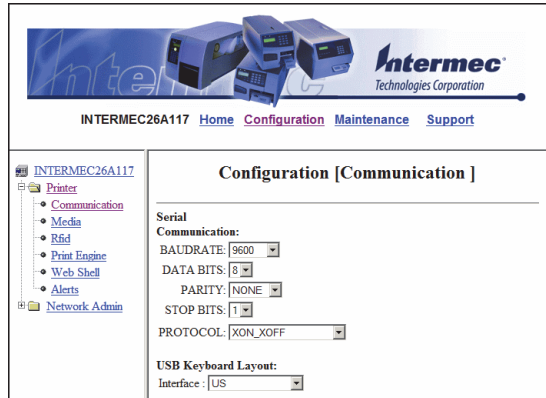 Inte
Intermec®
Technologies Corporation
INTERMEC26A117 Home Configuration Maintenance Support
INTERMEC26A117
Printer
Communication
Media
Rfid
Print Engine
Web Shell
Alerts
Network Admin
Configuration [Communication ]
Serial
Communication:
BAUDRATE: 9600
DATA BITS: 8
PARITY: NONE
STOP BITS: 1
PROTOCOL: XON_XOFF
USB Keyboard Layout:
Interface : US